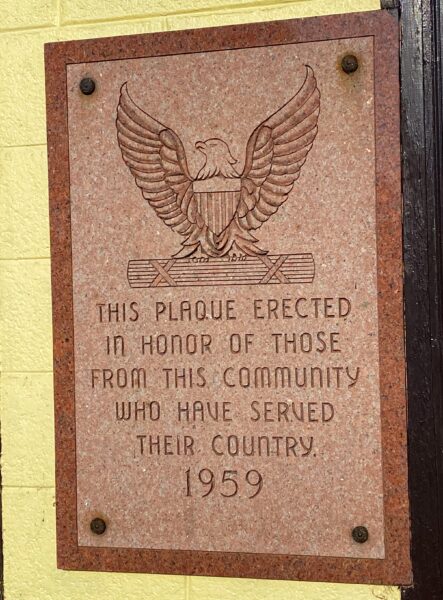 THIS PLAQUE ERECTED
IN HONOR OF THOSE
FROM THIS COMMUNITY
WHO HAVE SERVED
THEIR COUNTRY.
1959